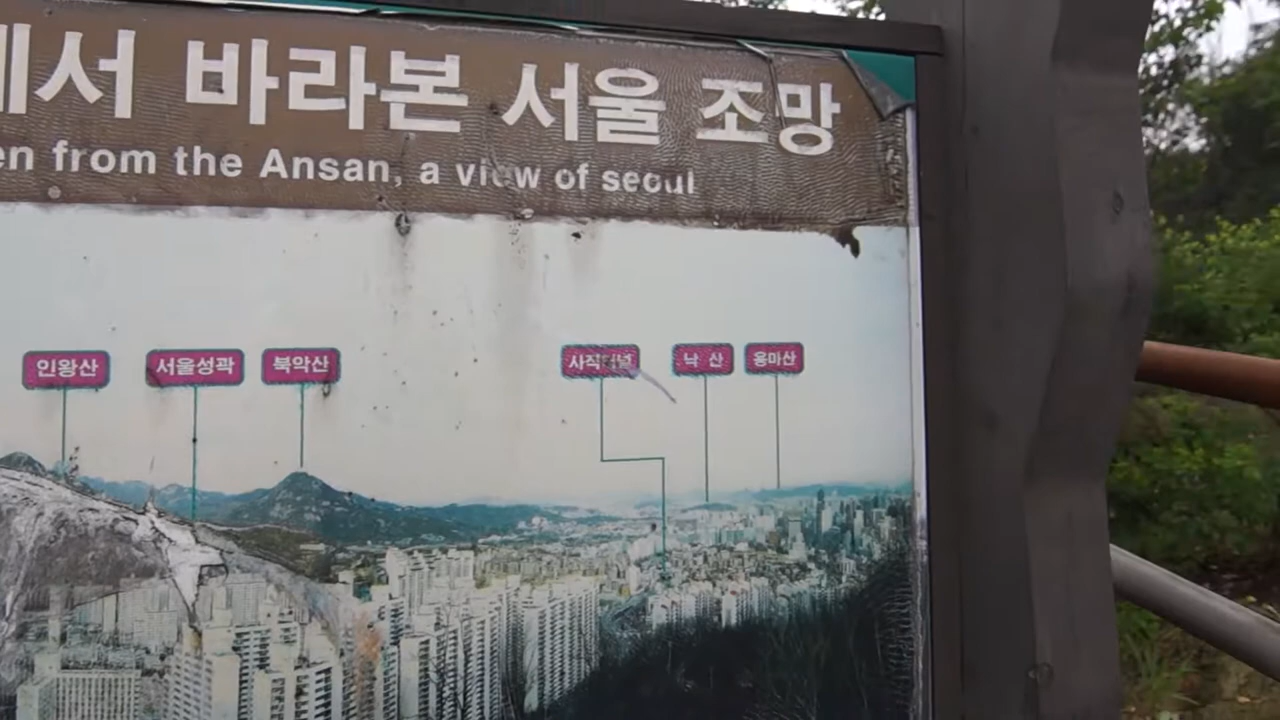 에서 바라본 서울 조망
en from the Ansan, a view of seoul
인왕산 서울성곽 북악산 사직터널 낙 산 용마산